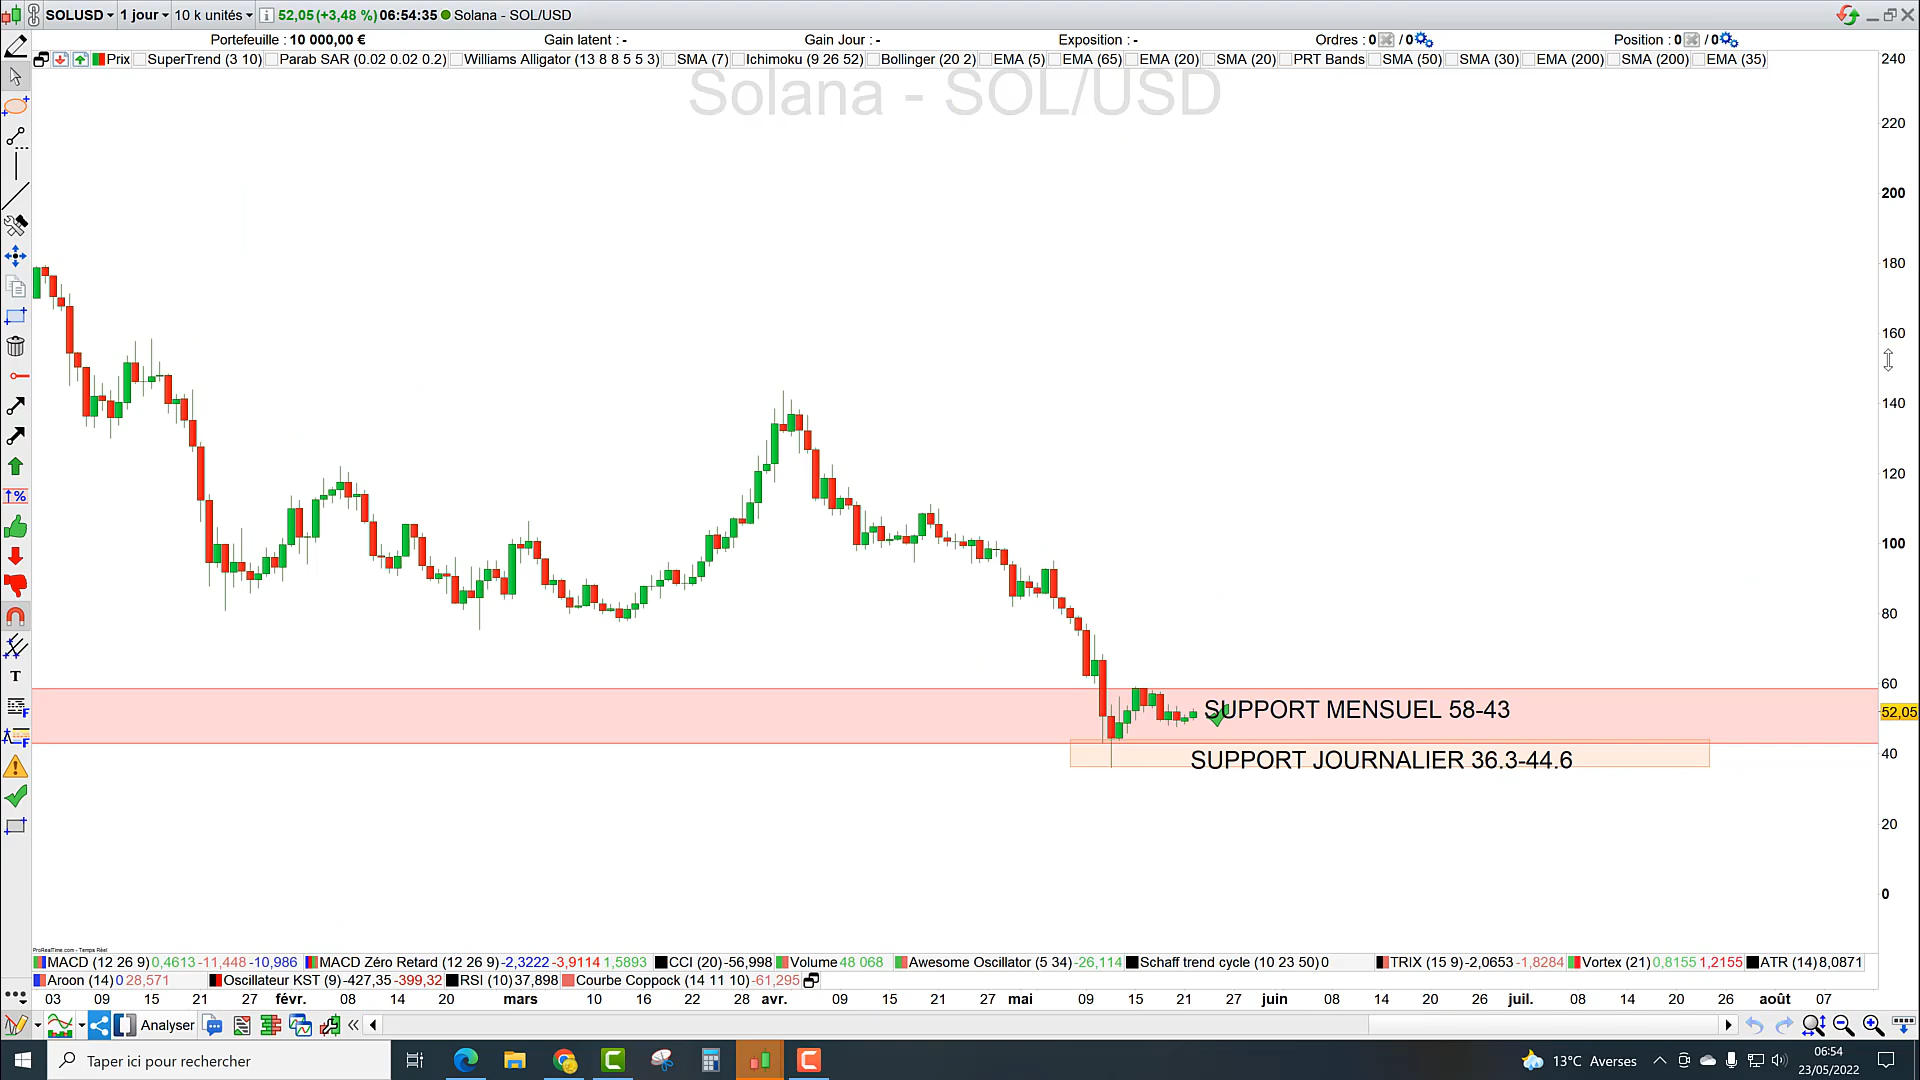 SOLUSD 1 jour 10 k unités 52,05 (+3,48 %) 06:54:35 Solana - SOL/USD
Portefeuille : 10 000,00 € Gain latent : - Gain Jour : - Exposition : - Ordres : 0 / 0 Position : 0 / 0
Prix SuperTrend (3 10) Parab SAR (0.02 0.02 0.2) Williams Alligator (13 8 8 5 5 3) SMA (7) Ichimoku (9 26 52) Bollinger (20 2) EMA (5) EMA (65) EMA (20) SMA (20) PRT Bands SMA (50) SMA (30) EMA (200) SMA (200) EMA (35)
Solana - SOL/USD
240
220
200
180
160
140
120
100
80
60
52,05
40
20
0
SUPPORT MENSUEL 58-43
SUPPORT JOURNALIER 36.3-44.6
ProRealTime.com - Temps Réel
MACD (12 26 9) 0,4613 -11,448 -10,986 MACD Zéro Retard (12 26 9) -2,3222 -3,9114 1,5893 CCI (20) -56,998 Volume 48 068 Awesome Oscillator (5 34) -26,114 Schaff trend cycle (10 23 50) 0 TRIX (15 9) -2,0653 -1,8284 Vortex (21) 0,8155 1,2155 ATR (14) 8,0871
Aroon (14) 0 28,571 Oscillateur KST (9) -427,35 -399,32 RSI (10) 37,898 Courbe Coppock (14 11 10) -61,295
03 09 15 21 27 févr. 08 14 20 mars 10 16 22 28 avr. 09 15 21 27 mai 09 15 21 27 juin 08 14 20 26 juil. 08 14 20 26 août 07
Analyser
Taper ici pour rechercher
13°C Averses
06:54
23/05/2022